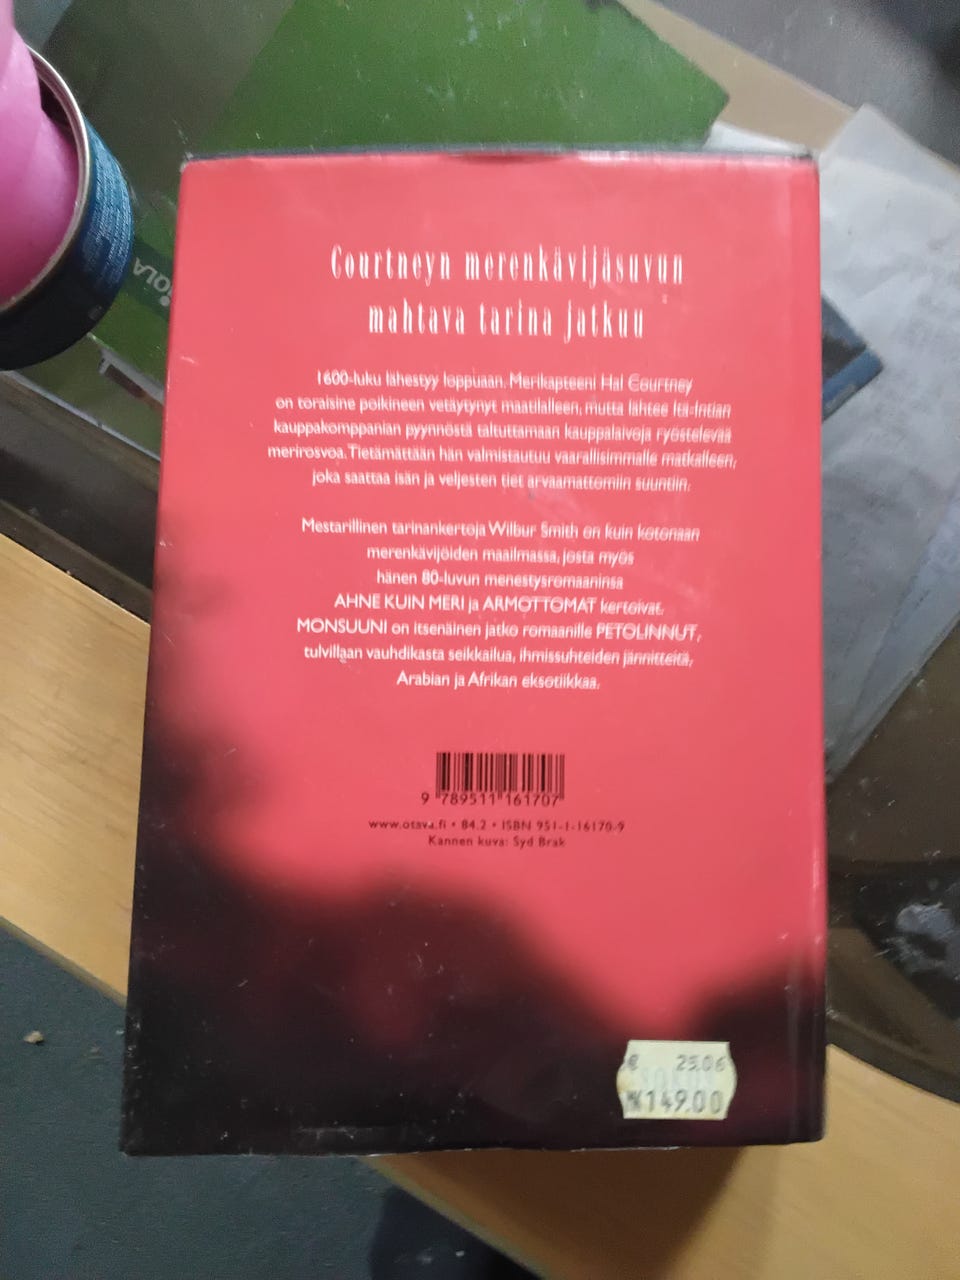 Courtneyn merenkävijäsuvun
mahtava tarina jatkuu
1600-luku lähestyy loppuaan. Merikapteeni Hal Courtney
on toraisine poikineen vetäytynyt maatilalleen, mutta lähtee Itä-Intian
kauppakomppanian pyynnöstä taltuttamaan kauppalaivoja ryöstelevää
merirosvoa. Tietämättään hän valmistautuu vaarallisimmalle matkalleen,
joka saattaa isän ja veljesten tiet arvaamattomiin suuntiin.
Mestarillinen tarinankertoja Wilbur Smith on kuin kotonaan
merenkävijöiden maailmassa, josta myös
hänen 80-luvun menestysromaaninsa
AHNE KUIN MERI ja ARMOTTOMAT kertoivat.
MONSUUNI on itsenäinen jatko romaanille PETOLINNUT,
tulvillaan vauhdikasta seikkailua, ihmissuhteiden jännitteitä,
Arabian ja Afrikan eksotiikkaa.
9 789511 161707
www.otava.fi • 84.2 • ISBN 951-1-16170-9
Kannen kuva: Syd Brak
€ 25.06
MK149.00